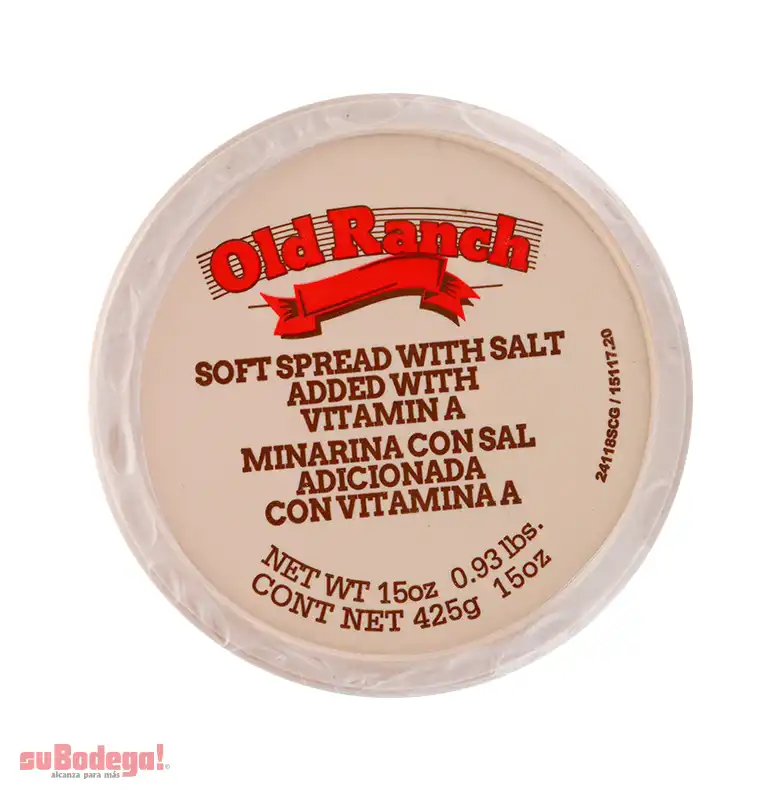 Old Ranch
SOFT SPREAD WITH SALT
ADDED WITH
VITAMIN A
MINARINA CON SAL
ADICIONADA
CON VITAMINA A
NET WT 15oz 0.93 lbs.
CONT NET 425g 15oz
24118SCG / 15117.20
suBodega!®
alcanza para más